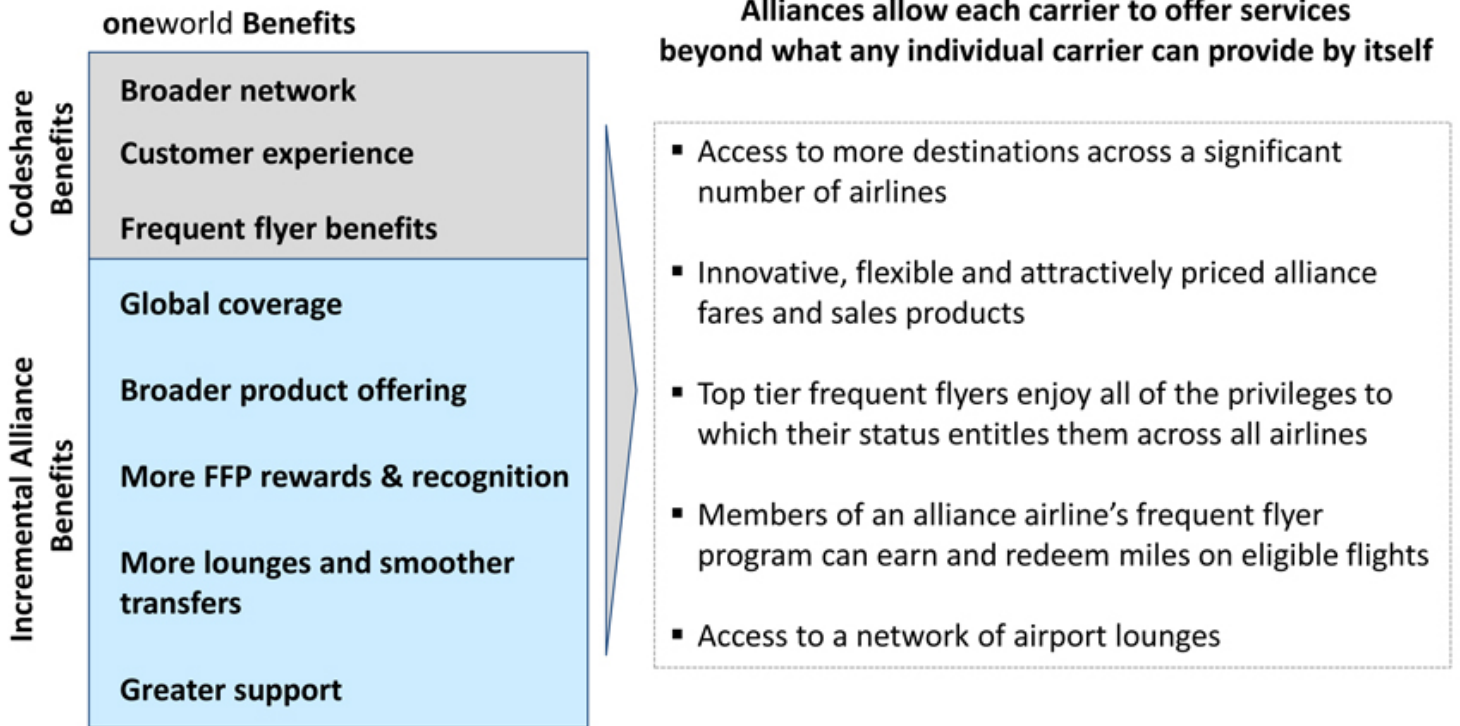 oneworld Benefits
Codeshare
Benefits
Broader network
Customer experience
Frequent flyer benefits
Incremental Alliance
Benefits
Global coverage
Broader product offering
More FFP rewards & recognition
More lounges and smoother
transfers
Greater support
Alliances allow each carrier to offer services
beyond what any individual carrier can provide by itself
▪ Access to more destinations across a significant
number of airlines
▪ Innovative, flexible and attractively priced alliance
fares and sales products
▪ Top tier frequent flyers enjoy all of the privileges to
which their status entitles them across all airlines
▪ Members of an alliance airline’s frequent flyer
program can earn and redeem miles on eligible flights
▪ Access to a network of airport lounges